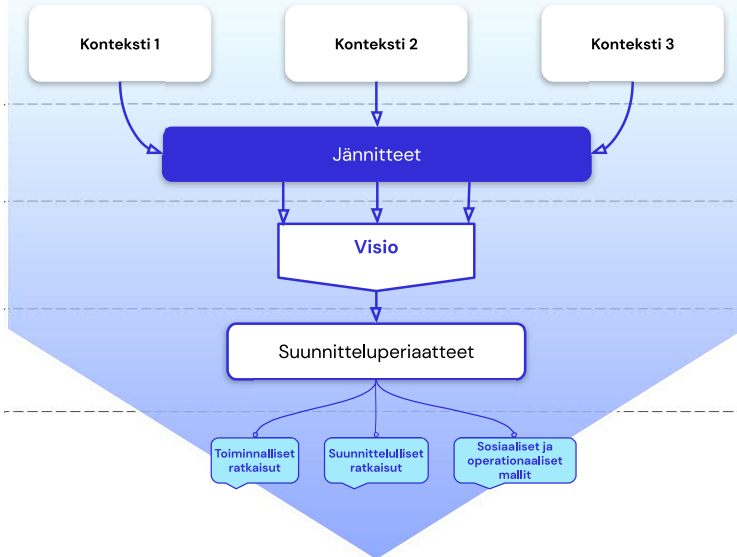 Konteksti 1
Konteksti 2
Konteksti 3
Jännitteet
Visio
Suunnitteluperiaatteet
Toiminnalliset
ratkaisut
Suunnittelulliset
ratkaisut
Sosiaaliset ja
operationaaliset
mallit